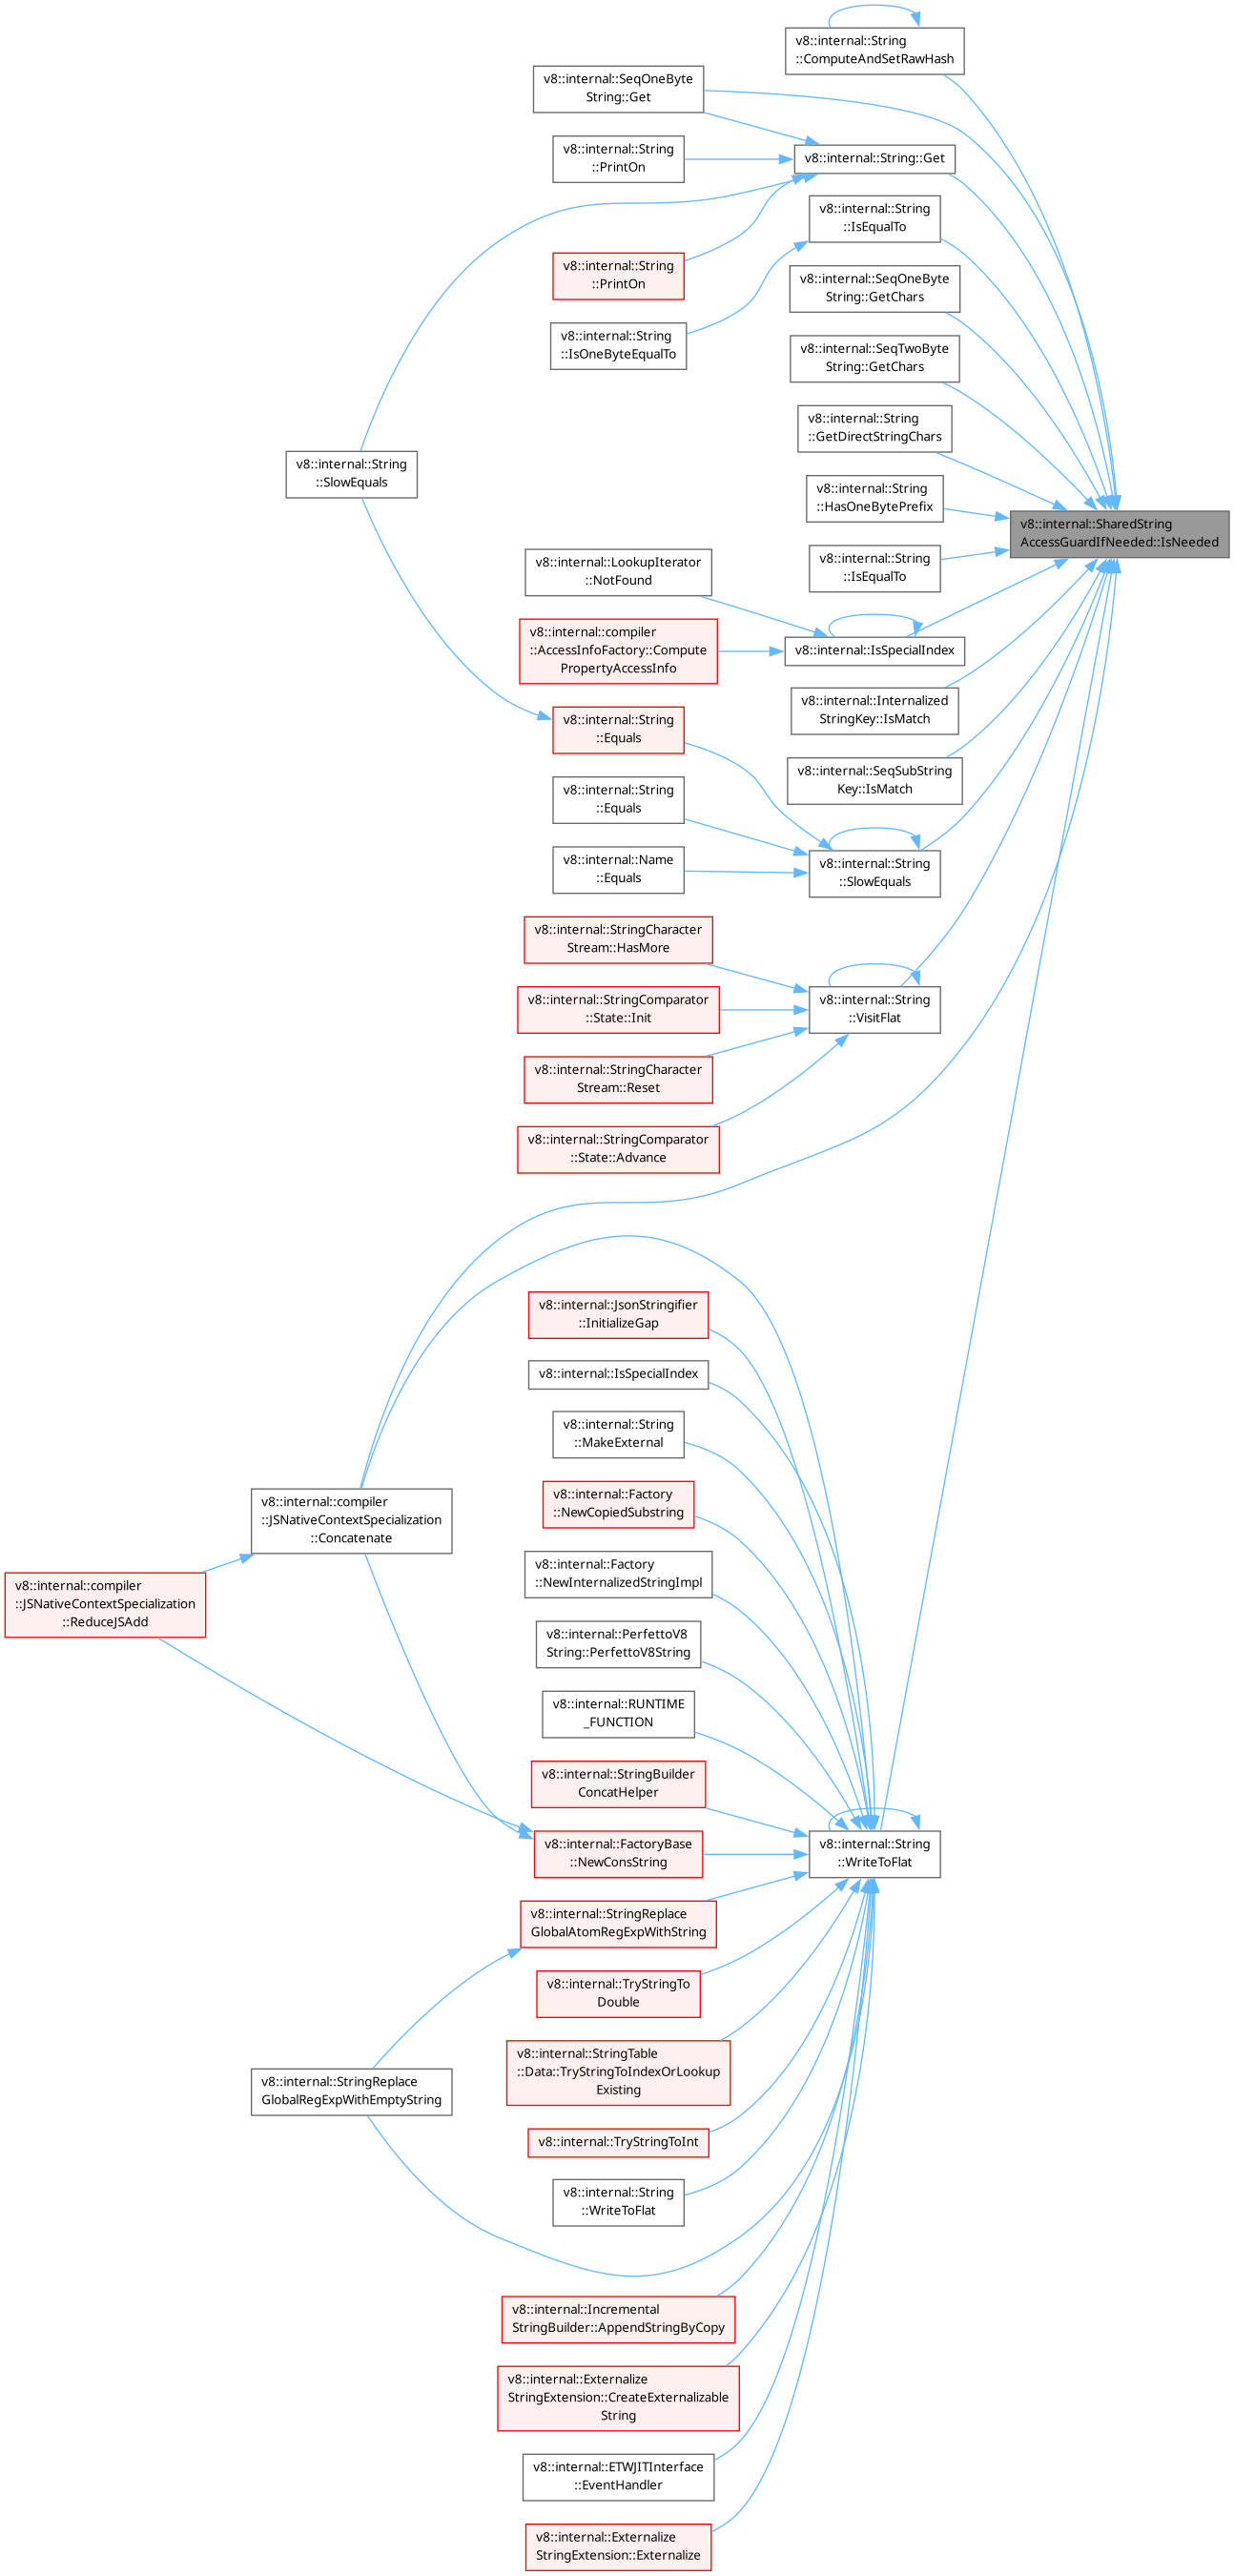 v8::internal::String
::ComputeAndSetRawHash
v8::internal::SeqOneByte
String::Get
v8::internal::String
::PrintOn
v8::internal::String::Get
v8::internal::String
::IsEqualTo
v8::internal::String
::PrintOn
v8::internal::SeqOneByte
String::GetChars
v8::internal::String
::IsOneByteEqualTo
v8::internal::SeqTwoByte
String::GetChars
v8::internal::String
::GetDirectStringChars
v8::internal::String
::SlowEquals
v8::internal::String
::HasOneBytePrefix
v8::internal::SharedString
AccessGuardIfNeeded::IsNeeded
v8::internal::String
::IsEqualTo
v8::internal::LookupIterator
::NotFound
v8::internal::compiler
::AccessInfoFactory::Compute
PropertyAccessInfo
v8::internal::IsSpecialIndex
v8::internal::Internalized
StringKey::IsMatch
v8::internal::String
::Equals
v8::internal::SeqSubString
Key::IsMatch
v8::internal::String
::Equals
v8::internal::Name
::Equals
v8::internal::String
::SlowEquals
v8::internal::StringCharacter
Stream::HasMore
v8::internal::StringComparator
::State::Init
v8::internal::String
::VisitFlat
v8::internal::StringCharacter
Stream::Reset
v8::internal::StringComparator
::State::Advance
v8::internal::JsonStringifier
::InitializeGap
v8::internal::IsSpecialIndex
v8::internal::String
::MakeExternal
v8::internal::Factory
::NewCopiedSubstring
v8::internal::compiler
::JSNativeContextSpecialization
::Concatenate
v8::internal::Factory
::NewInternalizedStringImpl
v8::internal::compiler
::JSNativeContextSpecialization
::ReduceJSAdd
v8::internal::PerfettoV8
String::PerfettoV8String
v8::internal::RUNTIME
_FUNCTION
v8::internal::StringBuilder
ConcatHelper
v8::internal::FactoryBase
::NewConsString
v8::internal::String
::WriteToFlat
v8::internal::StringReplace
GlobalAtomRegExpWithString
v8::internal::TryStringTo
Double
v8::internal::StringTable
::Data::TryStringToIndexOrLookup
Existing
v8::internal::StringReplace
GlobalRegExpWithEmptyString
v8::internal::TryStringToInt
v8::internal::String
::WriteToFlat
v8::internal::Incremental
StringBuilder::AppendStringByCopy
v8::internal::Externalize
StringExtension::CreateExternalizable
String
v8::internal::ETWJITInterface
::EventHandler
v8::internal::Externalize
StringExtension::Externalize